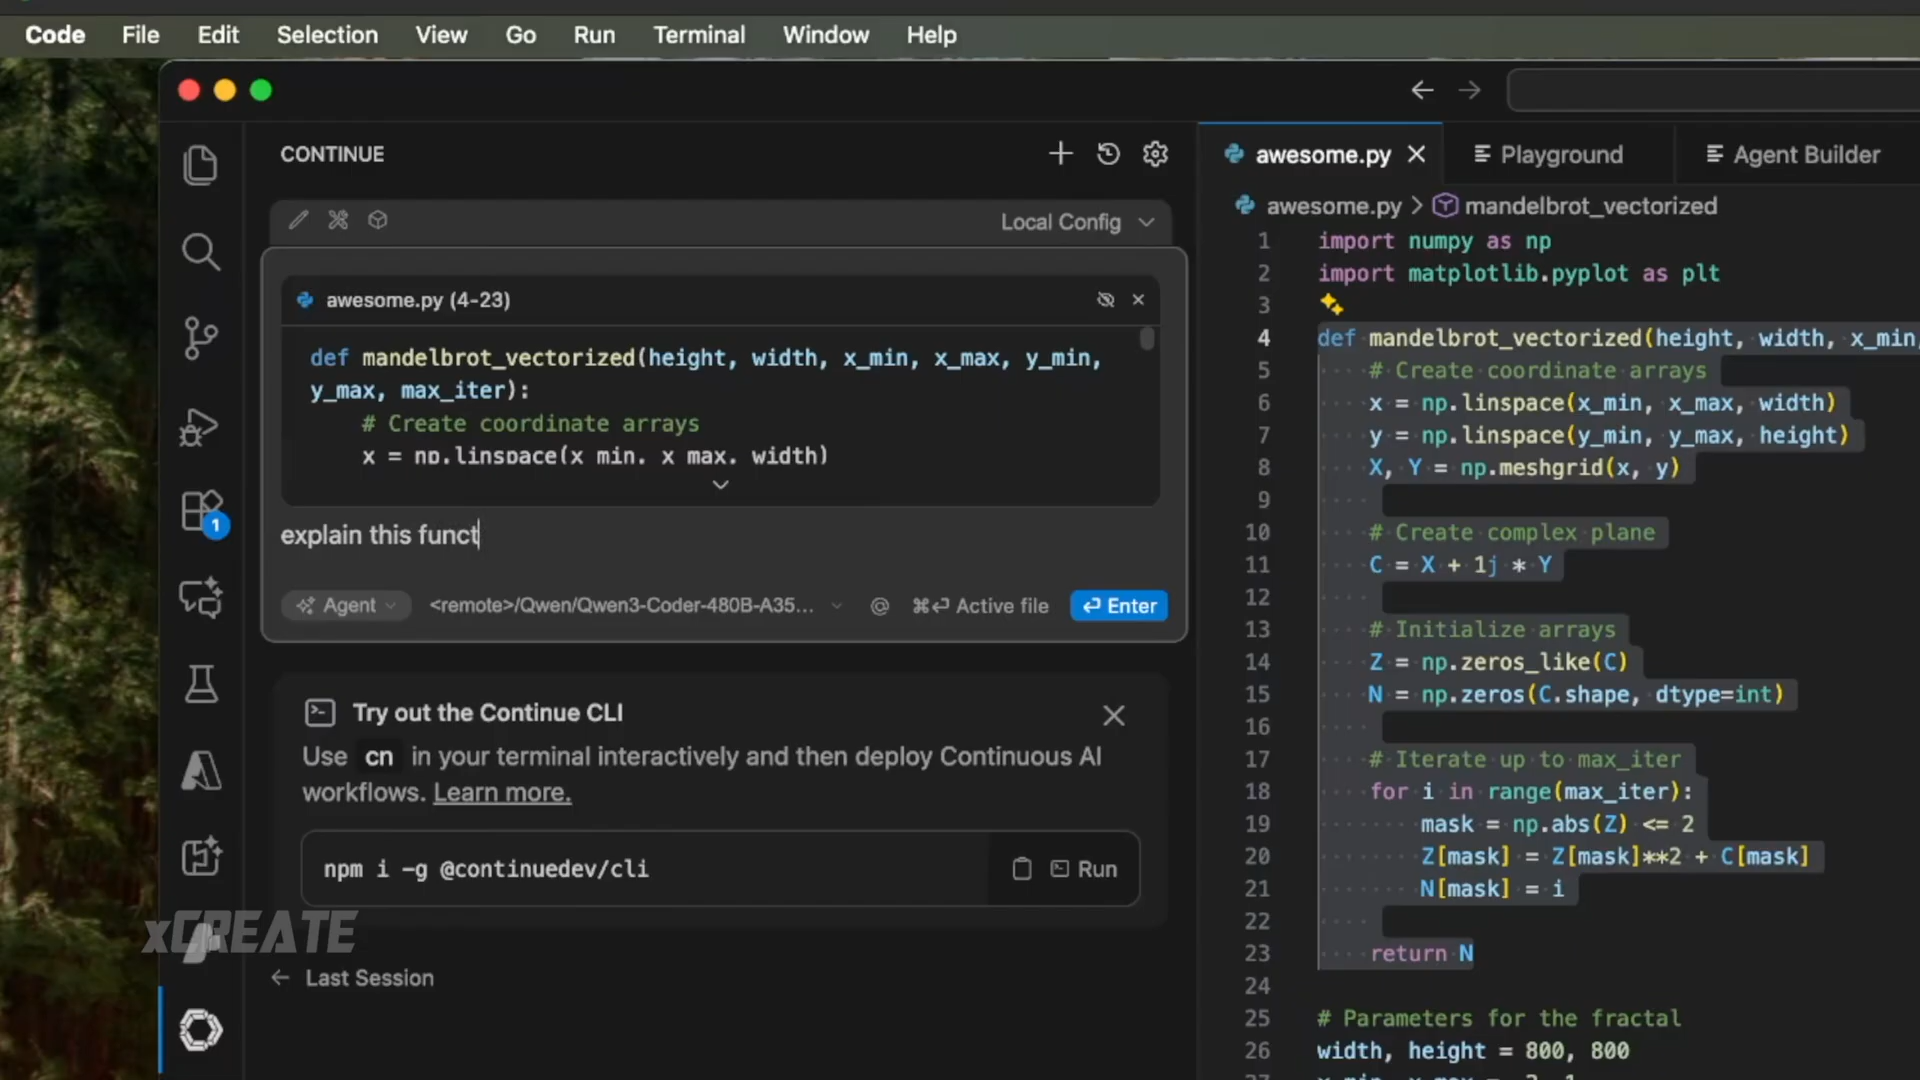 Code File Edit Selection View Go Run Terminal Window Help
CONTINUE
Local Config
awesome.py (4-23)
def mandelbrot_vectorized(height, width, x_min, x_max, y_min,
y_max, max_iter):
# Create coordinate arrays
x = np.linspace(x_min, x_max, width)
explain this funct
Agent <remote>/Qwen/Qwen3-Coder-480B-A35... @ ⌘⏎ Active file ⏎ Enter
Try out the Continue CLI
Use cn in your terminal interactively and then deploy Continuous AI
workflows. Learn more.
npm i -g @continuedev/cli Run
Last Session
1
xCREATE
awesome.py Playground Agent Builder
awesome.py > mandelbrot_vectorized
1 import numpy as np
2 import matplotlib.pyplot as plt
3
4 def mandelbrot_vectorized(height, width, x_min,
5 # Create coordinate arrays
6 x = np.linspace(x_min, x_max, width)
7 y = np.linspace(y_min, y_max, height)
8 X, Y = np.meshgrid(x, y)
9
10 # Create complex plane
11 C = X + 1j * Y
12
13 # Initialize arrays
14 Z = np.zeros_like(C)
15 N = np.zeros(C.shape, dtype=int)
16
17 # Iterate up to max_iter
18 for i in range(max_iter):
19 mask = np.abs(Z) <= 2
20 Z[mask] = Z[mask]**2 + C[mask]
21 N[mask] = i
22
23 return N
24
25 # Parameters for the fractal
26 width, height = 800, 800